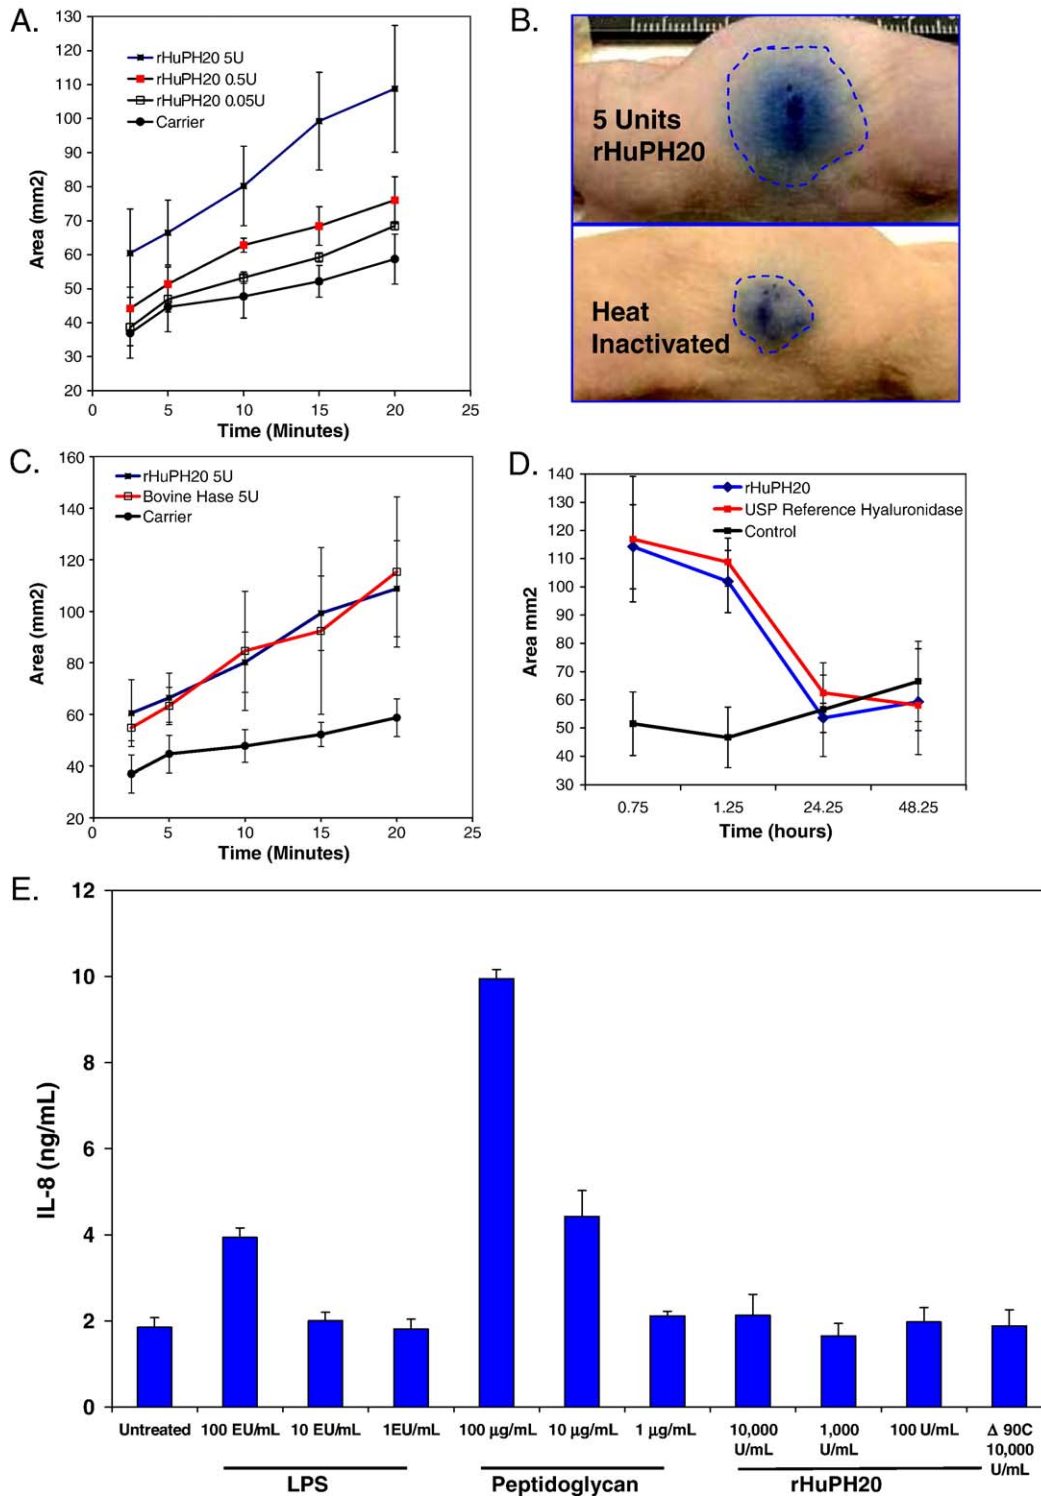 A.
130
120
110
100
90
80
70
60
50
40
30
20
Area (mm2)
rHuPH20 5U
rHuPH20 0.5U
rHuPH20 0.05U
Carrier
0 5 10 15 20 25
Time (Minutes)
B.
5 Units
rHuPH20
Heat
Inactivated
C.
160
140
120
100
80
60
40
20
Area (mm2)
rHuPH20 5U
Bovine Hase 5U
Carrier
0 5 10 15 20 25
Time (Minutes)
D.
140
130
120
110
100
90
80
70
60
50
40
30
Area mm2
rHuPH20
USP Reference Hyaluronidase
Control
0.75 1.25 24.25 48.25
Time (hours)
E.
12
10
8
6
4
2
0
IL-8 (ng/mL)
Untreated 100 EU/mL 10 EU/mL 1EU/mL 100 µg/mL 10 µg/mL 1 µg/mL
10,000
U/mL
1,000
U/mL
100 U/mL
Δ 90C
10,000
U/mL
LPS Peptidoglycan rHuPH20